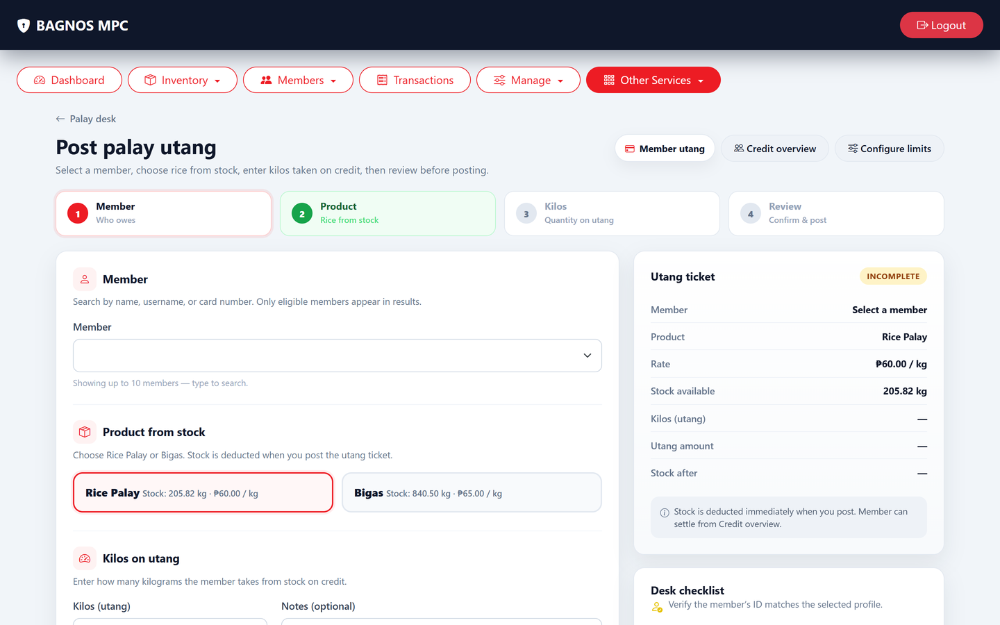 BAGNOS MPC
Logout
Dashboard
Inventory
Members
Transactions
Manage
Other Services
Palay desk
Post palay utang
Select a member, choose rice from stock, enter kilos taken on credit, then review before posting.
Member utang
Credit overview
Configure limits
1
Member
Who owes
2
Product
Rice from stock
3
Kilos
Quantity on utang
4
Review
Confirm & post
Member
Search by name, username, or card number. Only eligible members appear in results.
Member
Showing up to 10 members — type to search.
Product from stock
Choose Rice Palay or Bigas. Stock is deducted when you post the utang ticket.
Rice Palay Stock: 205.82 kg · ₱60.00 / kg
Bigas Stock: 840.50 kg · ₱65.00 / kg
Kilos on utang
Enter how many kilograms the member takes from stock on credit.
Kilos (utang)
Notes (optional)
Utang ticket
INCOMPLETE
Member Select a member
Product Rice Palay
Rate ₱60.00 / kg
Stock available 205.82 kg
Kilos (utang) —
Utang amount —
Stock after —
Stock is deducted immediately when you post. Member can
settle from Credit overview.
Desk checklist
Verify the member's ID matches the selected profile.